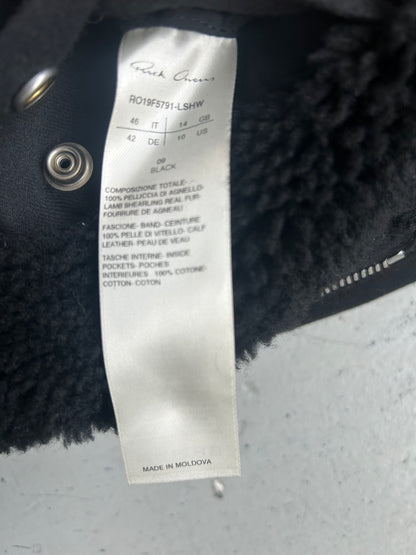 Rick Owens
RO19F5791-LSHW
46 IT 14 GB
42 DE 10 US
09
BLACK
COMPOSIZIONE TOTALE-
100% PELLICCIA DI AGNELLO-
LAMB SHEARLING REAL FUR-
FOURRURE DE AGNEAU
FASCIONE- BAND- CEINTURE
100% PELLE DI VITELLO- CALF
LEATHER- PEAU DE VEAU
TASCHE INTERNE- INSIDE
POCKETS- POCHES
INTERIEURES 100% COTONE-
COTTON- COTON
MADE IN MOLDOVA